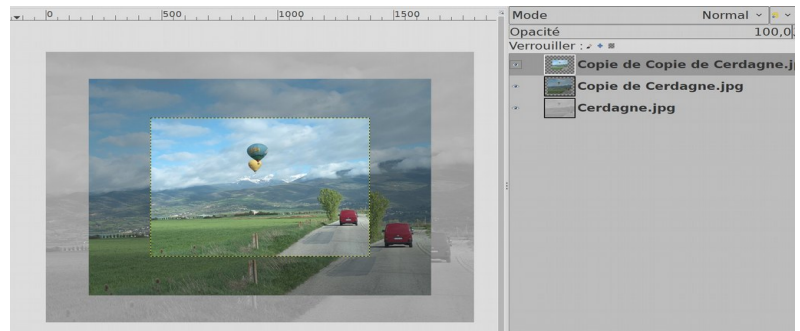 0 500 1000 1500
Mode Normal
Opacité 100,0
Verrouiller :
Copie de Copie de Cerdagne.j
Copie de Cerdagne.jpg
Cerdagne.jpg